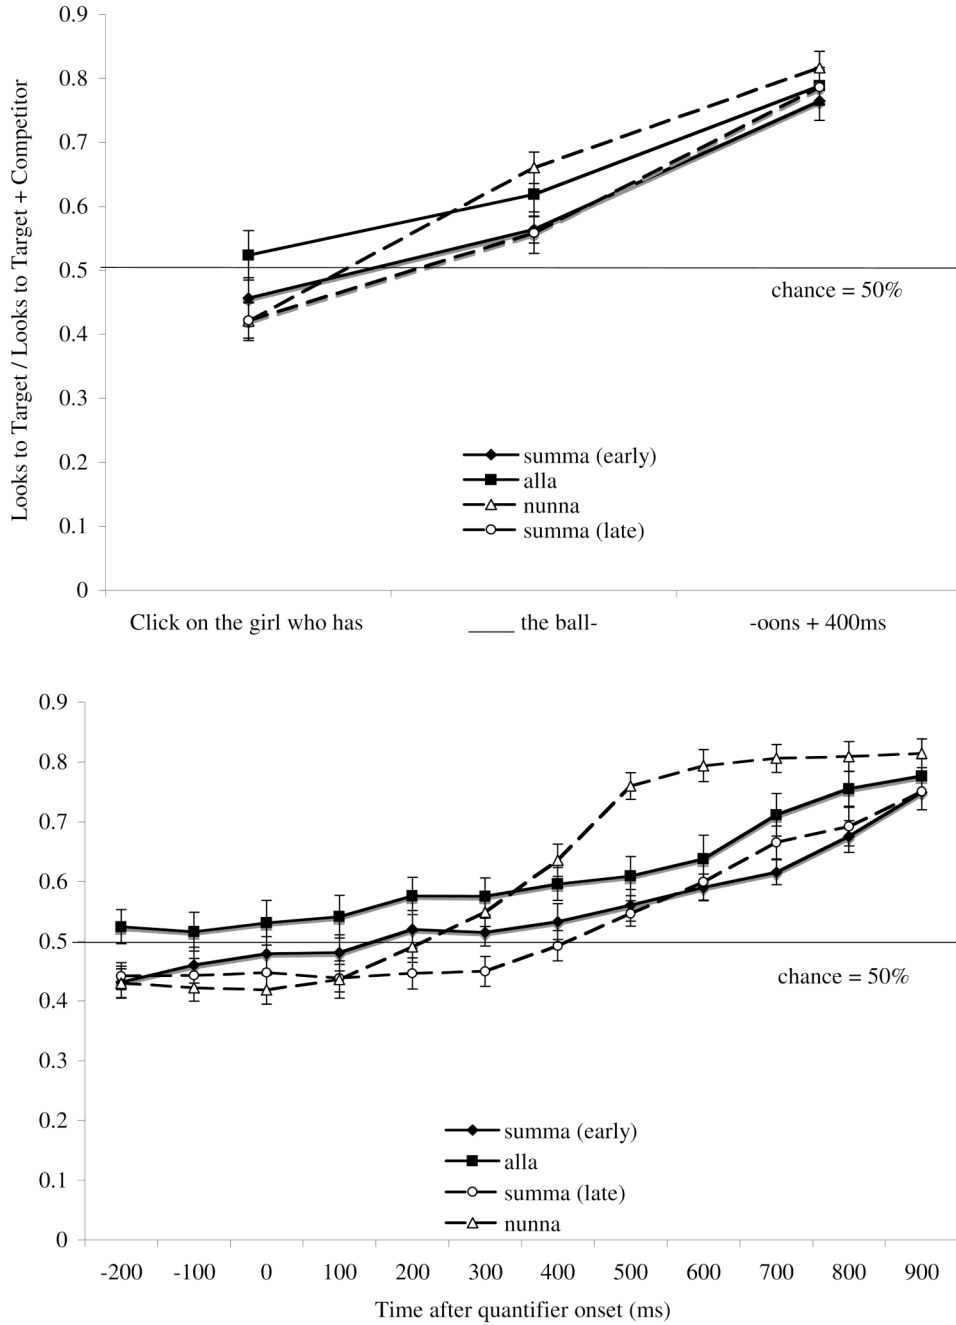 0.9
0.8
0.7
0.6
0.5
0.4
0.3
0.2
0.1
0
Looks to Target / Looks to Target + Competitor
chance = 50%
summa (early)
alla
nunna
summa (late)
Click on the girl who has
____ the ball-
-oons + 400ms
0.9
0.8
0.7
0.6
0.5
0.4
0.3
0.2
0.1
0
chance = 50%
summa (early)
alla
summa (late)
nunna
-200 -100 0 100 200 300 400 500 600 700 800 900
Time after quantifier onset (ms)